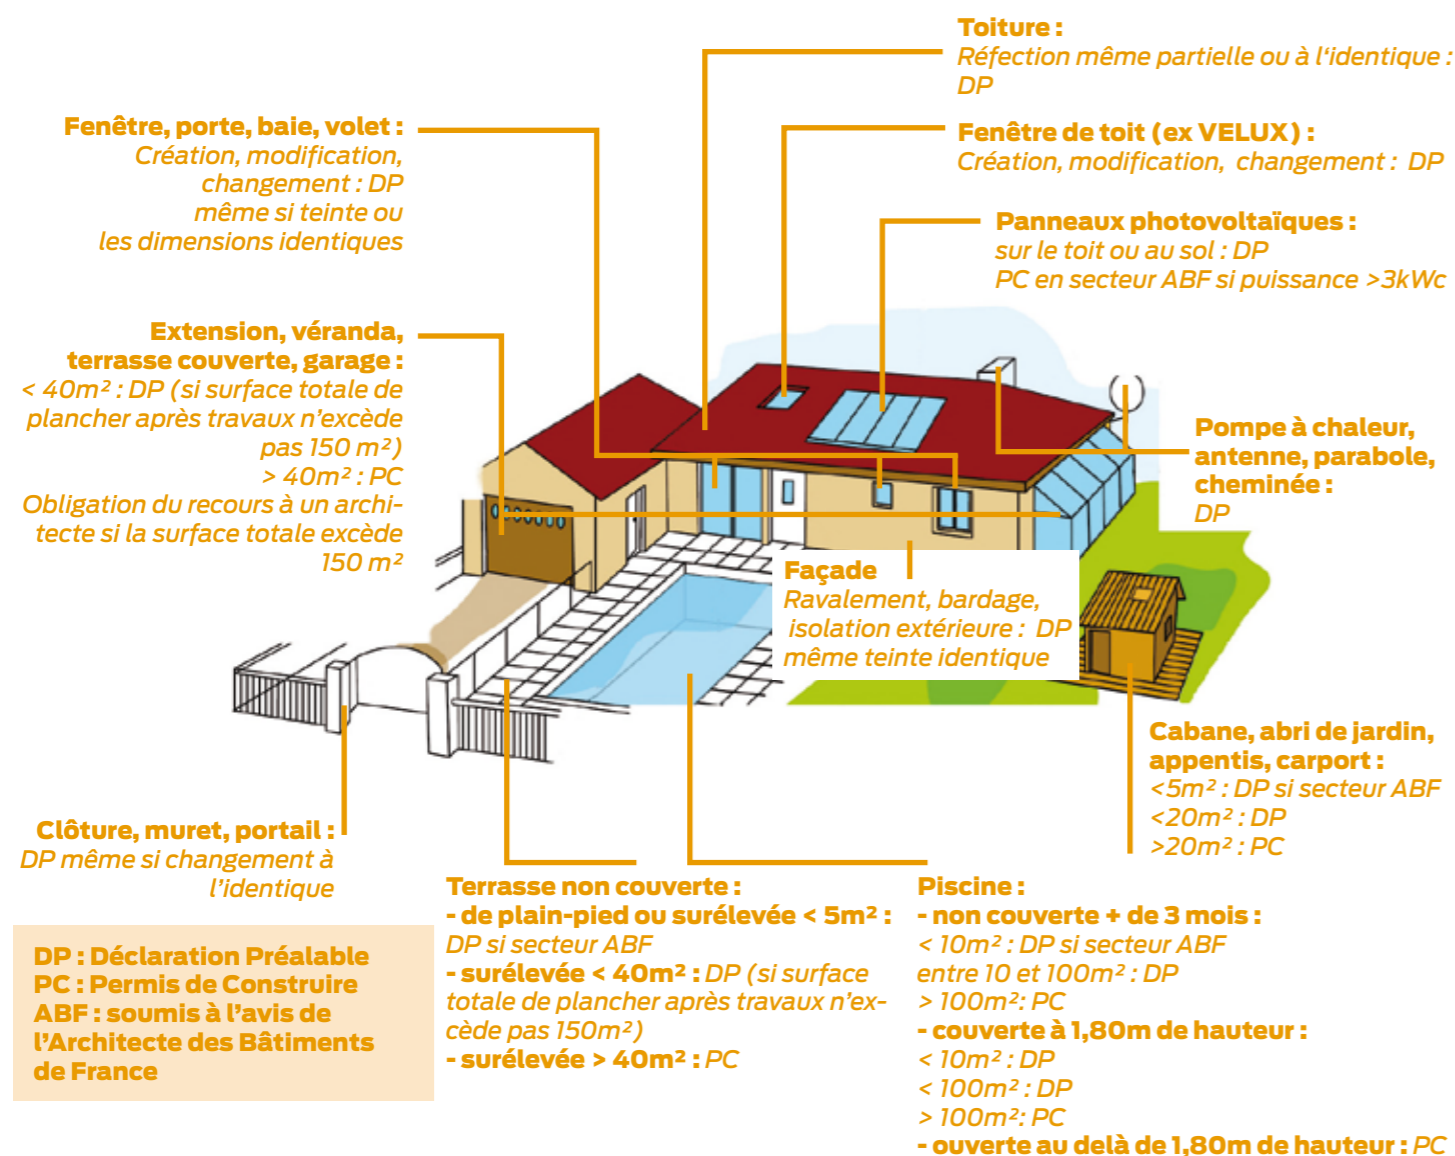 Toiture :
Réfection même partielle ou à l'identique :
DP
Fenêtre de toit (ex VELUX) :
Création, modification, changement : DP
Panneaux photovoltaïques :
sur le toit ou au sol : DP
PC en secteur ABF si puissance >3kWc
Fenêtre, porte, baie, volet :
Création, modification,
changement : DP
même si teinte ou
les dimensions identiques
Extension, véranda,
terrasse couverte, garage :
< 40m² : DP (si surface totale de
plancher après travaux n'excède
pas 150 m²)
> 40m² : PC
Obligation du recours à un archi-
tecte si la surface totale excède
150 m²
Pompe à chaleur,
antenne, parabole,
cheminée :
DP
Façade
Ravalement, bardage,
isolation extérieure : DP
même teinte identique
Cabane, abri de jardin,
appentis, carport :
<5m² : DP si secteur ABF
<20m² : DP
>20m² : PC
Clôture, muret, portail :
DP même si changement à
l'identique
Terrasse non couverte :
- de plain-pied ou surélevée < 5m² :
DP si secteur ABF
- surélevée < 40m² : DP (si surface
totale de plancher après travaux n'ex-
cède pas 150m²)
- surélevée > 40m² : PC
Piscine :
- non couverte + de 3 mois :
< 10m² : DP si secteur ABF
entre 10 et 100m² : DP
> 100m²: PC
- couverte à 1,80m de hauteur :
< 10m² : DP
< 100m² : DP
> 100m²: PC
- ouverte au delà de 1,80m de hauteur : PC
DP : Déclaration Préalable
PC : Permis de Construire
ABF : soumis à l'avis de
l'Architecte des Bâtiments
de France